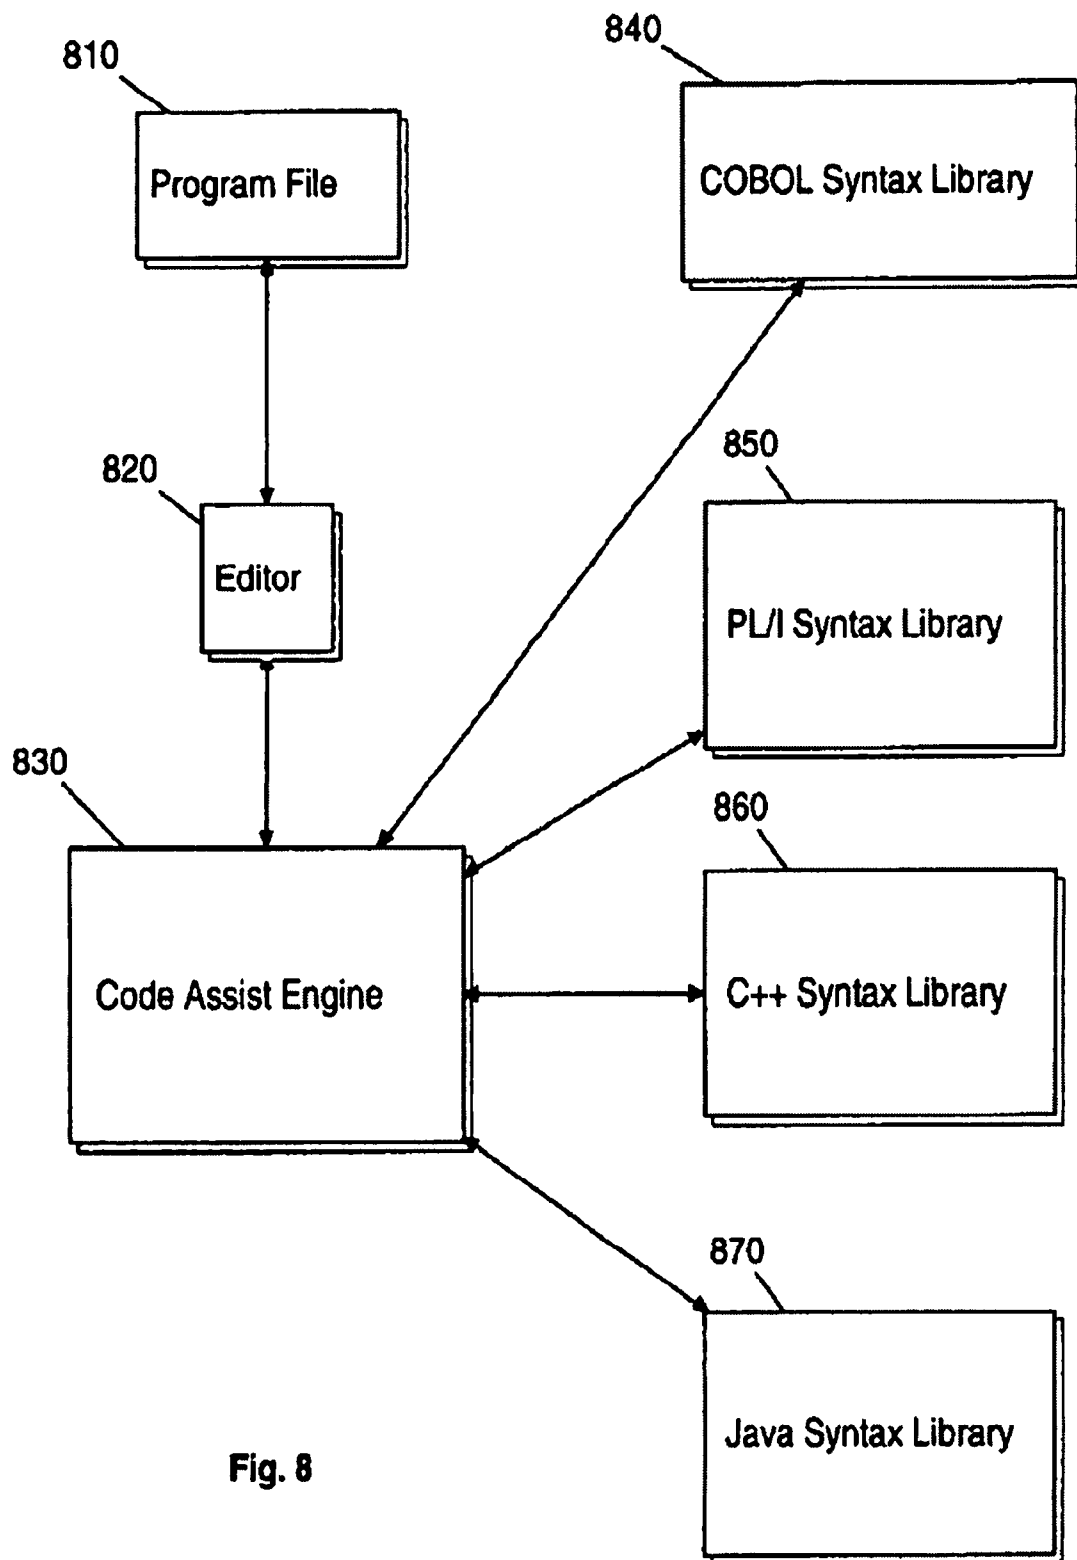 810
Program File
840
COBOL Syntax Library
820
Editor
850
PL/I Syntax Library
830
Code Assist Engine
860
C++ Syntax Library
870
Java Syntax Library
Fig. 8